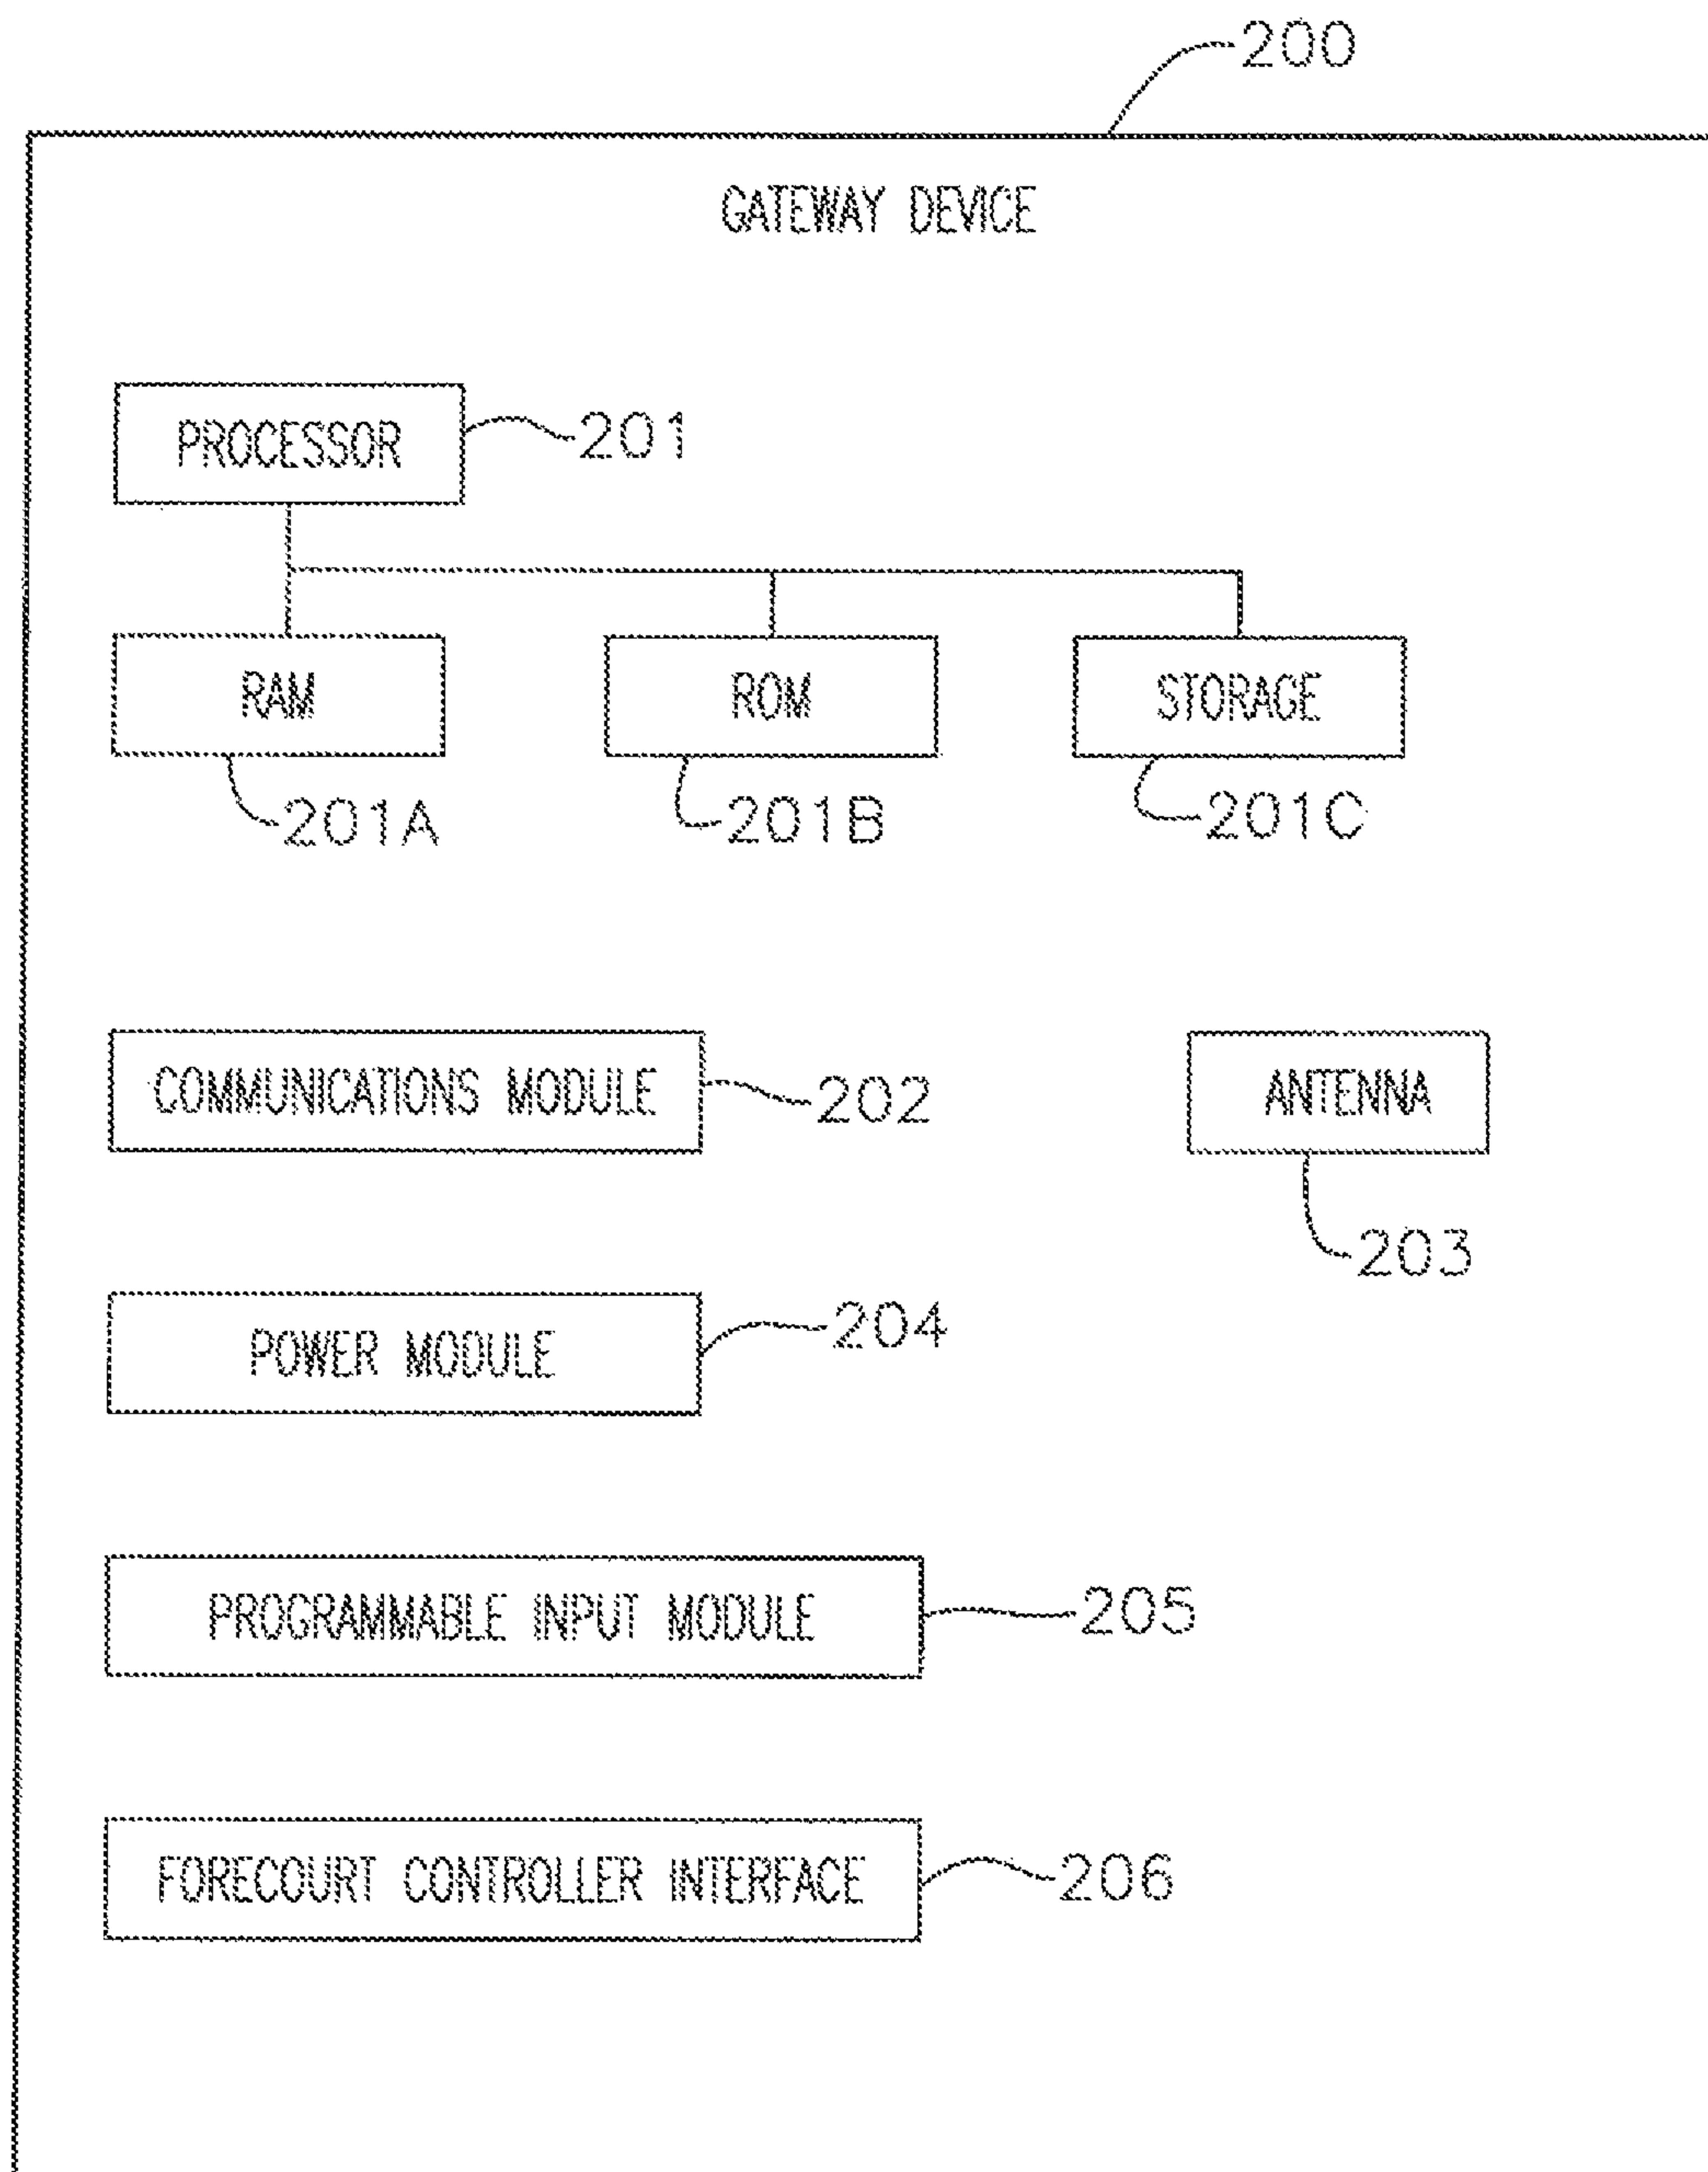 200
GATEWAY DEVICE
PROCESSOR
201
RAM
ROM
STORAGE
201A
201B
201C
COMMUNICATIONS MODULE
202
ANTENNA
203
POWER MODULE
204
PROGRAMMABLE INPUT MODULE
205
FORECOURT CONTROLLER INTERFACE
206